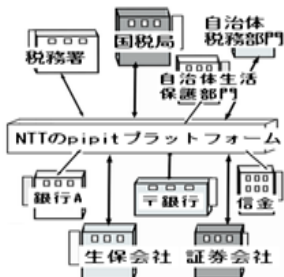 国税局
自治体
税務部門
税務署
自治体生活
保護部門
NTTのpipitプラットフォーム
銀行A
〒銀行
信金
生保会社
証券会社